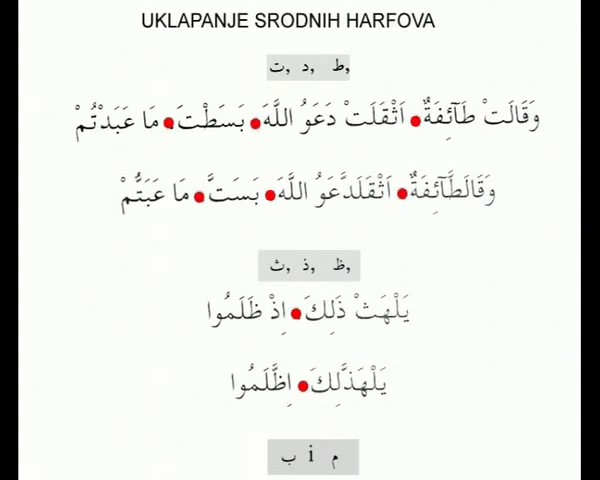 UKLAPANJE SRODNIH HARFOVA
ط, د, ت,
وَقَالَتْ طَآئِفَةٌ • اَثْقَلَتْ دَعَوُ اللَّهَ • بَسَطْتَ • مَا عَبَدْتُمْ
وَقَالَطَّآئِفَةٌ • اَثْقَلَدَّعَوُ اللَّهَ • بَسَتَّ • مَا عَبَتُّمْ
ظ, ذ, ث,
يَلْهَثْ ذَلِكَ • اِذْ ظَلَمُوا
يَلْهَذَّلِكَ • اِظَّلَمُوا
م i ب